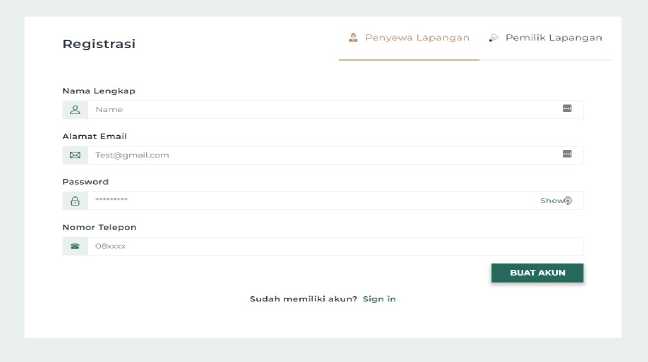 Registrasi
Penyewa Lapangan
Pemilik Lapangan
Nama Lengkap
Name
Alamat Email
Test@gmail.com
Password
*********
Show
Nomor Telepon
08xxxx
BUAT AKUN
Sudah memiliki akun? Sign in